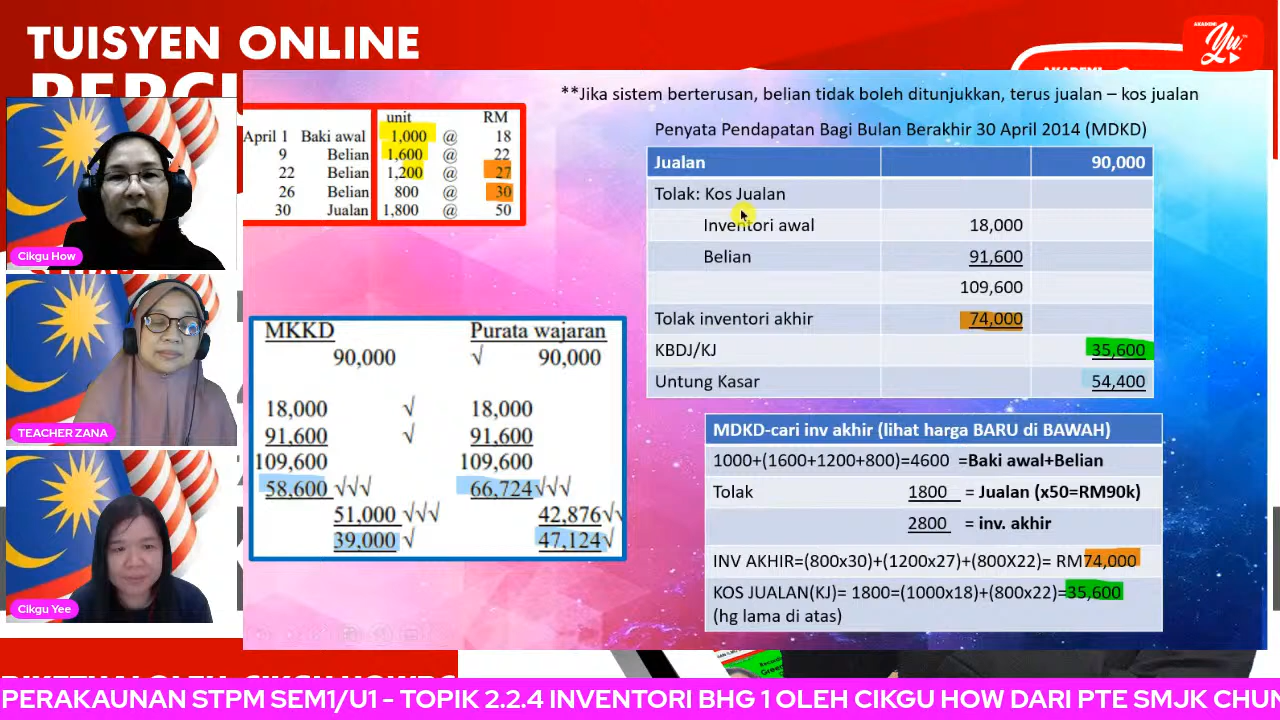 TUISYEN ONLINE
AKADEMI
Yu.
**Jika sistem berterusan, belian tidak boleh ditunjukkan, terus jualan – kos jualan
unit RM
April 1 Baki awal 1,000 @ 18
9 Belian 1,600 @ 22
22 Belian 1,200 @ 27
26 Belian 800 @ 30
30 Jualan 1,800 @ 50
Cikgu How
TEACHER ZANA
Cikgu Yee
Penyata Pendapatan Bagi Bulan Berakhir 30 April 2014 (MDKD)
Jualan 90,000
Tolak: Kos Jualan
Inventori awal 18,000
Belian 91,600
109,600
Tolak inventori akhir 74,000
KBDJ/KJ 35,600
Untung Kasar 54,400
MKKD Purata wajaran
90,000 √ 90,000
18,000 √ 18,000
91,600 √ 91,600
109,600 109,600
58,600 √√√ 66,724√√√
51,000 √√√ 42,876√√
39,000 √ 47,124√
MDKD-cari inv akhir (lihat harga BARU di BAWAH)
1000+(1600+1200+800)=4600 =Baki awal+Belian
Tolak 1800 = Jualan (x50=RM90k)
2800 = inv. akhir
INV AKHIR=(800x30)+(1200x27)+(800X22)= RM74,000
KOS JUALAN(KJ)= 1800=(1000x18)+(800x22)=35,600
(hg lama di atas)
PERAKAUNAN STPM SEM1/U1 - TOPIK 2.2.4 INVENTORI BHG 1 OLEH CIKGU HOW DARI PTE SMJK CHUN